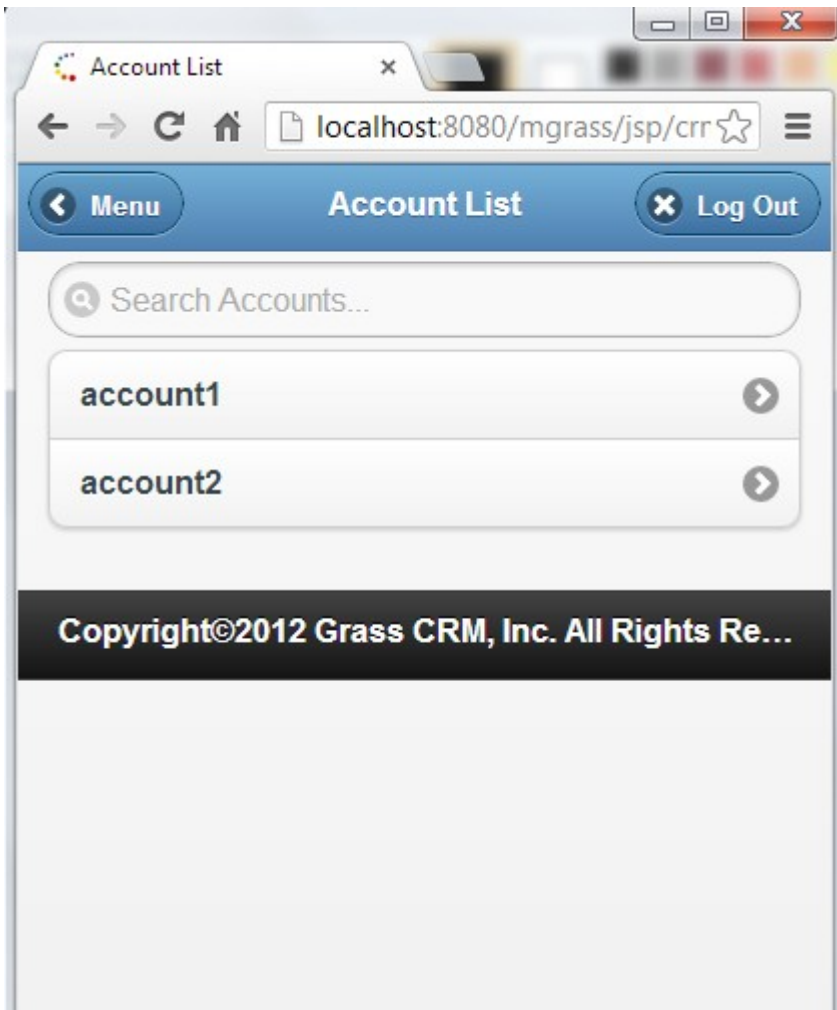 Account List
localhost:8080/mgrass/jsp/crr
Menu
Account List
Log Out
Search Accounts...
account1
account2
Copyright©2012 Grass CRM, Inc. All Rights Re...